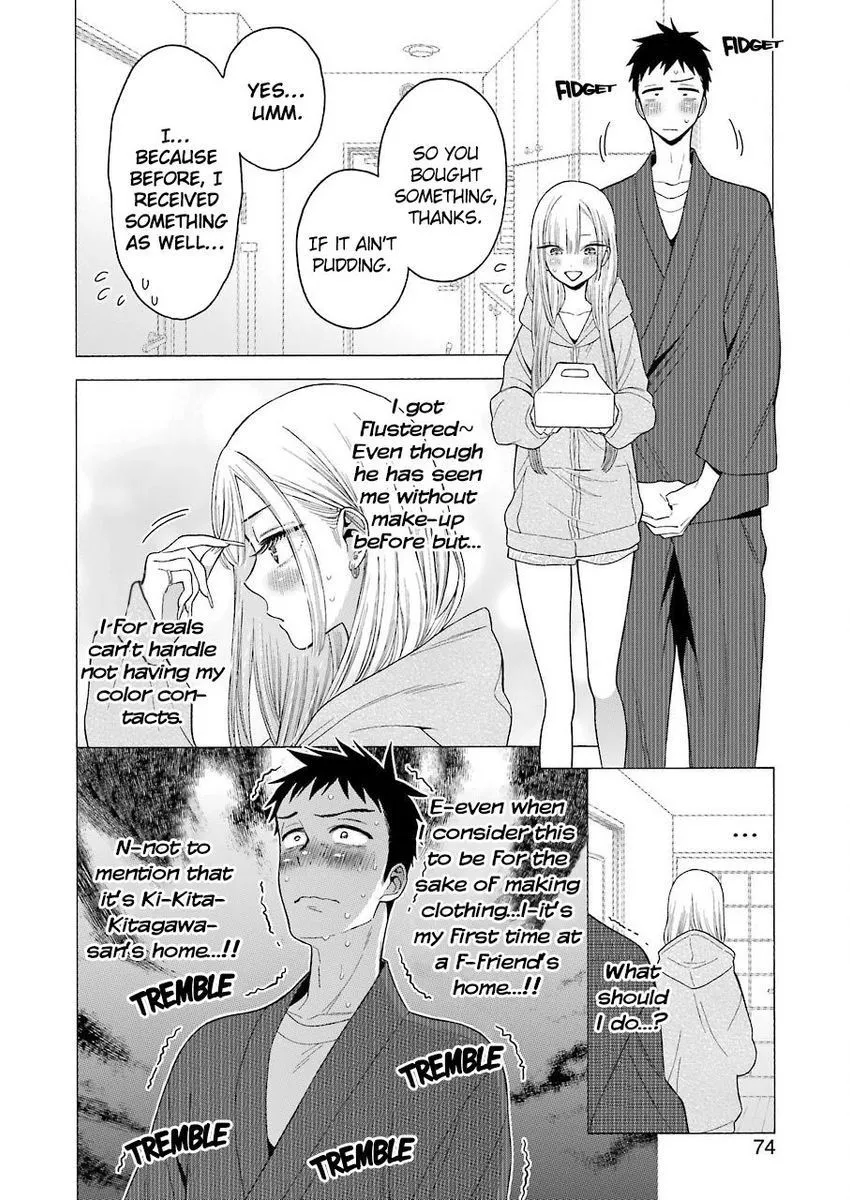 FIDGET
FIDGET
SO YOU
BOUGHT
SOMETHING,
THANKS.
IF IT AIN'T
PUDDING.
YES...
UMM.
I...
BECAUSE
BEFORE, I
RECEIVED
SOMETHING
AS WELL...
I got
Flustered~
Even though
he has seen
me without
make-up
before but...
I For reals
can't handle
not having my
color con-
tacts.
...
What
should
I do...?
E-even when
I consider this
to be For the
sake oF making
clothing...I-it's
my First time at
a F-Friend's
home...!!
N-not to
mention that
it's Ki-Kita-
Kitagawa-
san's home...!!
TREMBLE
TREMBLE
TREMBLE
TREMBLE
74